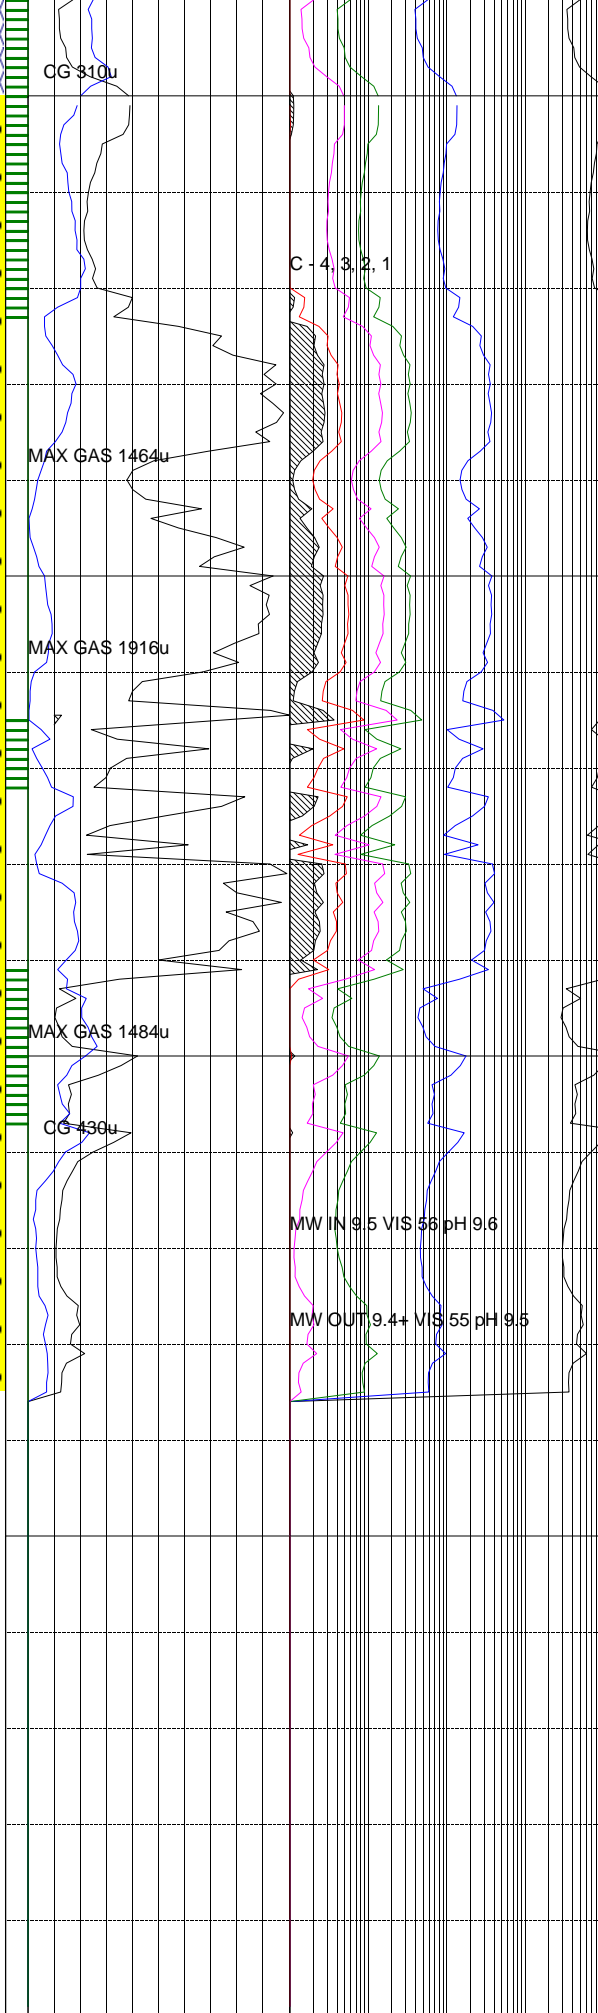 CG 310u
C - 4, 3, 2, 1
MAX GAS 1464u
MAX GAS 1916u
MAX GAS 1484u
CG 430u
MW IN 9.5 VIS 56 pH 9.6
MW OUT 9.4+ VIS 55 pH 9.5